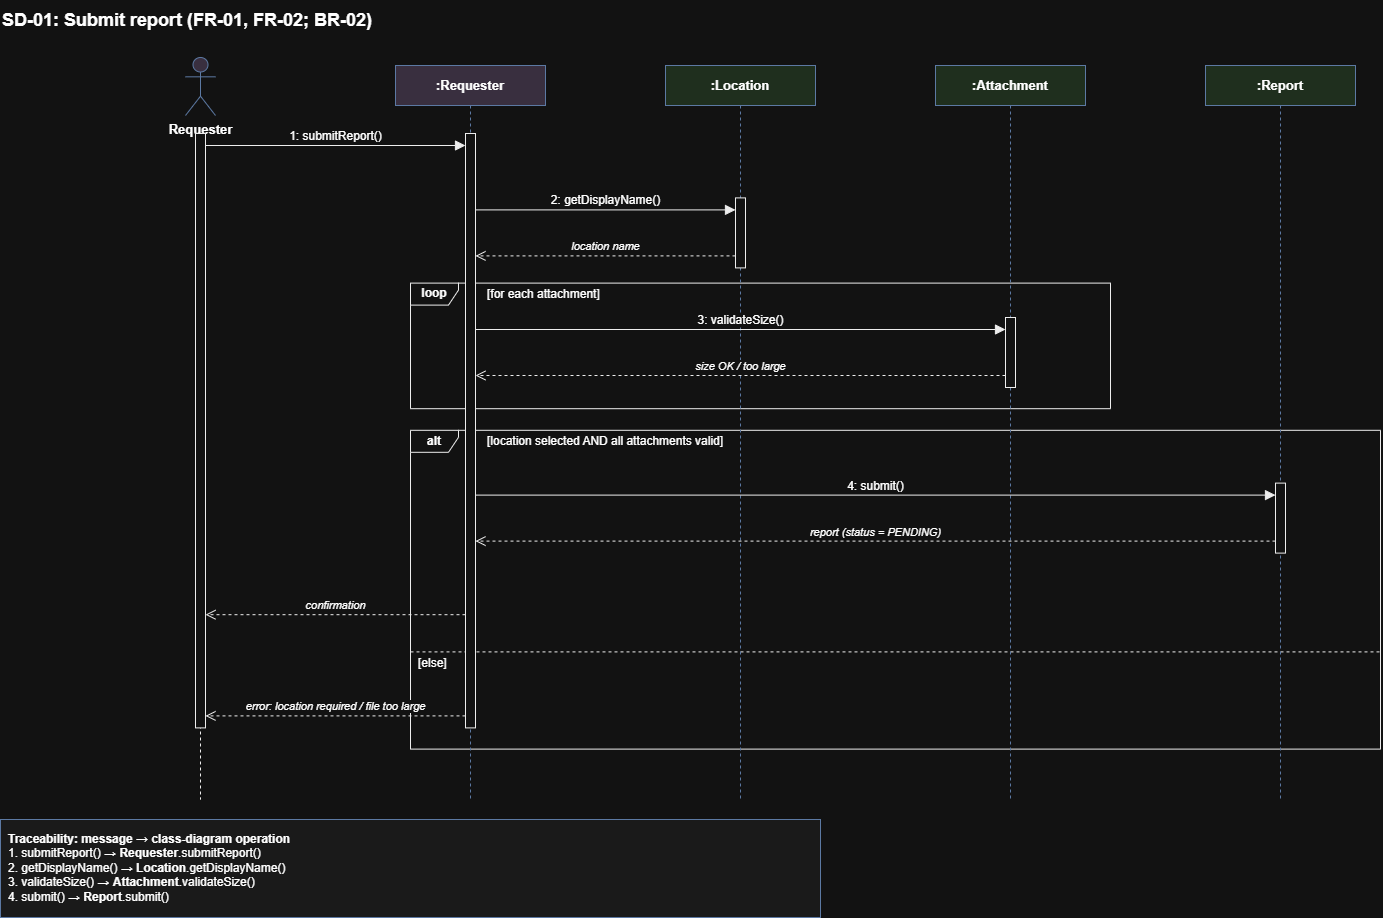 SD-01: Submit report (FR-01, FR-02; BR-02)
:Requester
:Location
:Attachment
:Report
Requester
1: submitReport()
2: getDisplayName()
location name
loop
[for each attachment]
3: validateSize()
size OK / too large
alt
[location selected AND all attachments valid]
4: submit()
report (status = PENDING)
confirmation
[else]
error: location required / file too large
Traceability: message → class-diagram operation
1. submitReport() → Requester.submitReport()
2. getDisplayName() → Location.getDisplayName()
3. validateSize() → Attachment.validateSize()
4. submit() → Report.submit()